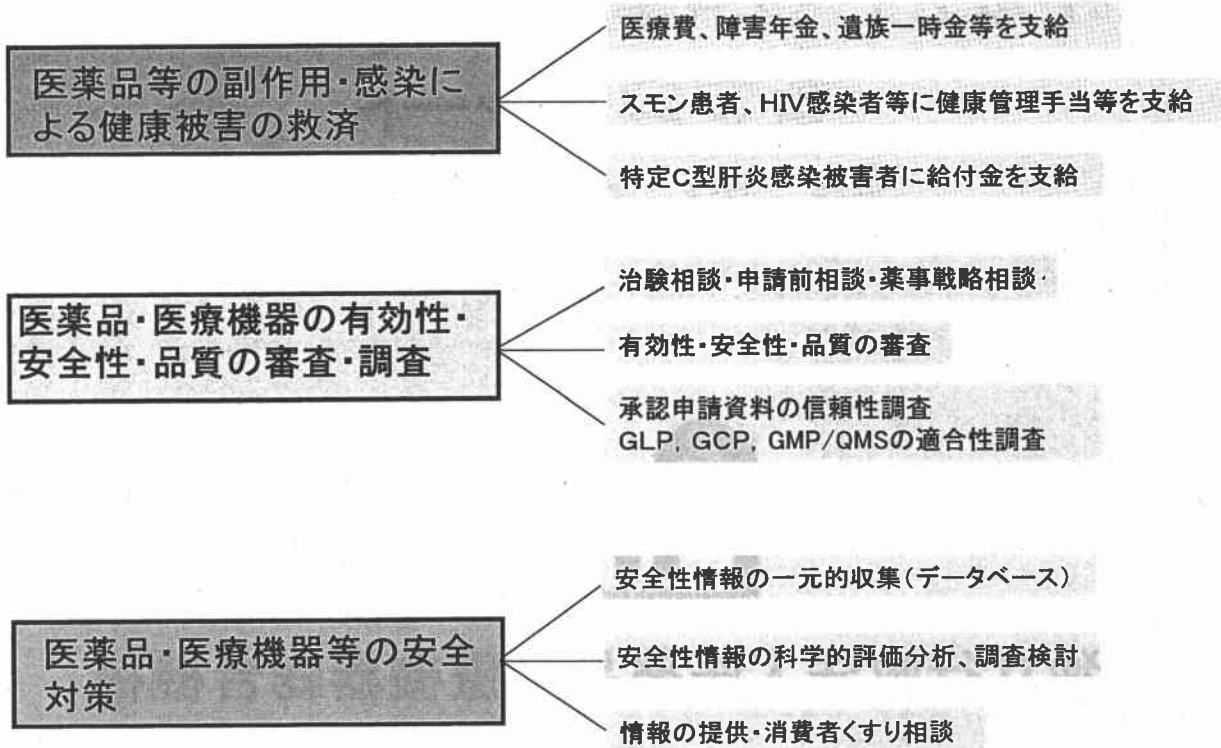 医薬品等の副作用・感染に
よる健康被害の救済
医療費、障害年金、遺族一時金等を支給
スモン患者、HIV感染者等に健康管理手当等を支給
特定C型肝炎感染被害者に給付金を支給
医薬品・医療機器の有効性・
安全性・品質の審査・調査
治験相談・申請前相談・薬事戦略相談
有効性・安全性・品質の審査
承認申請資料の信頼性調査
GLP, GCP, GMP/QMSの適合性調査
医薬品・医療機器等の安全
対策
安全性情報の一元的収集(データベース)
安全性情報の科学的評価分析、調査検討
情報の提供・消費者くすり相談